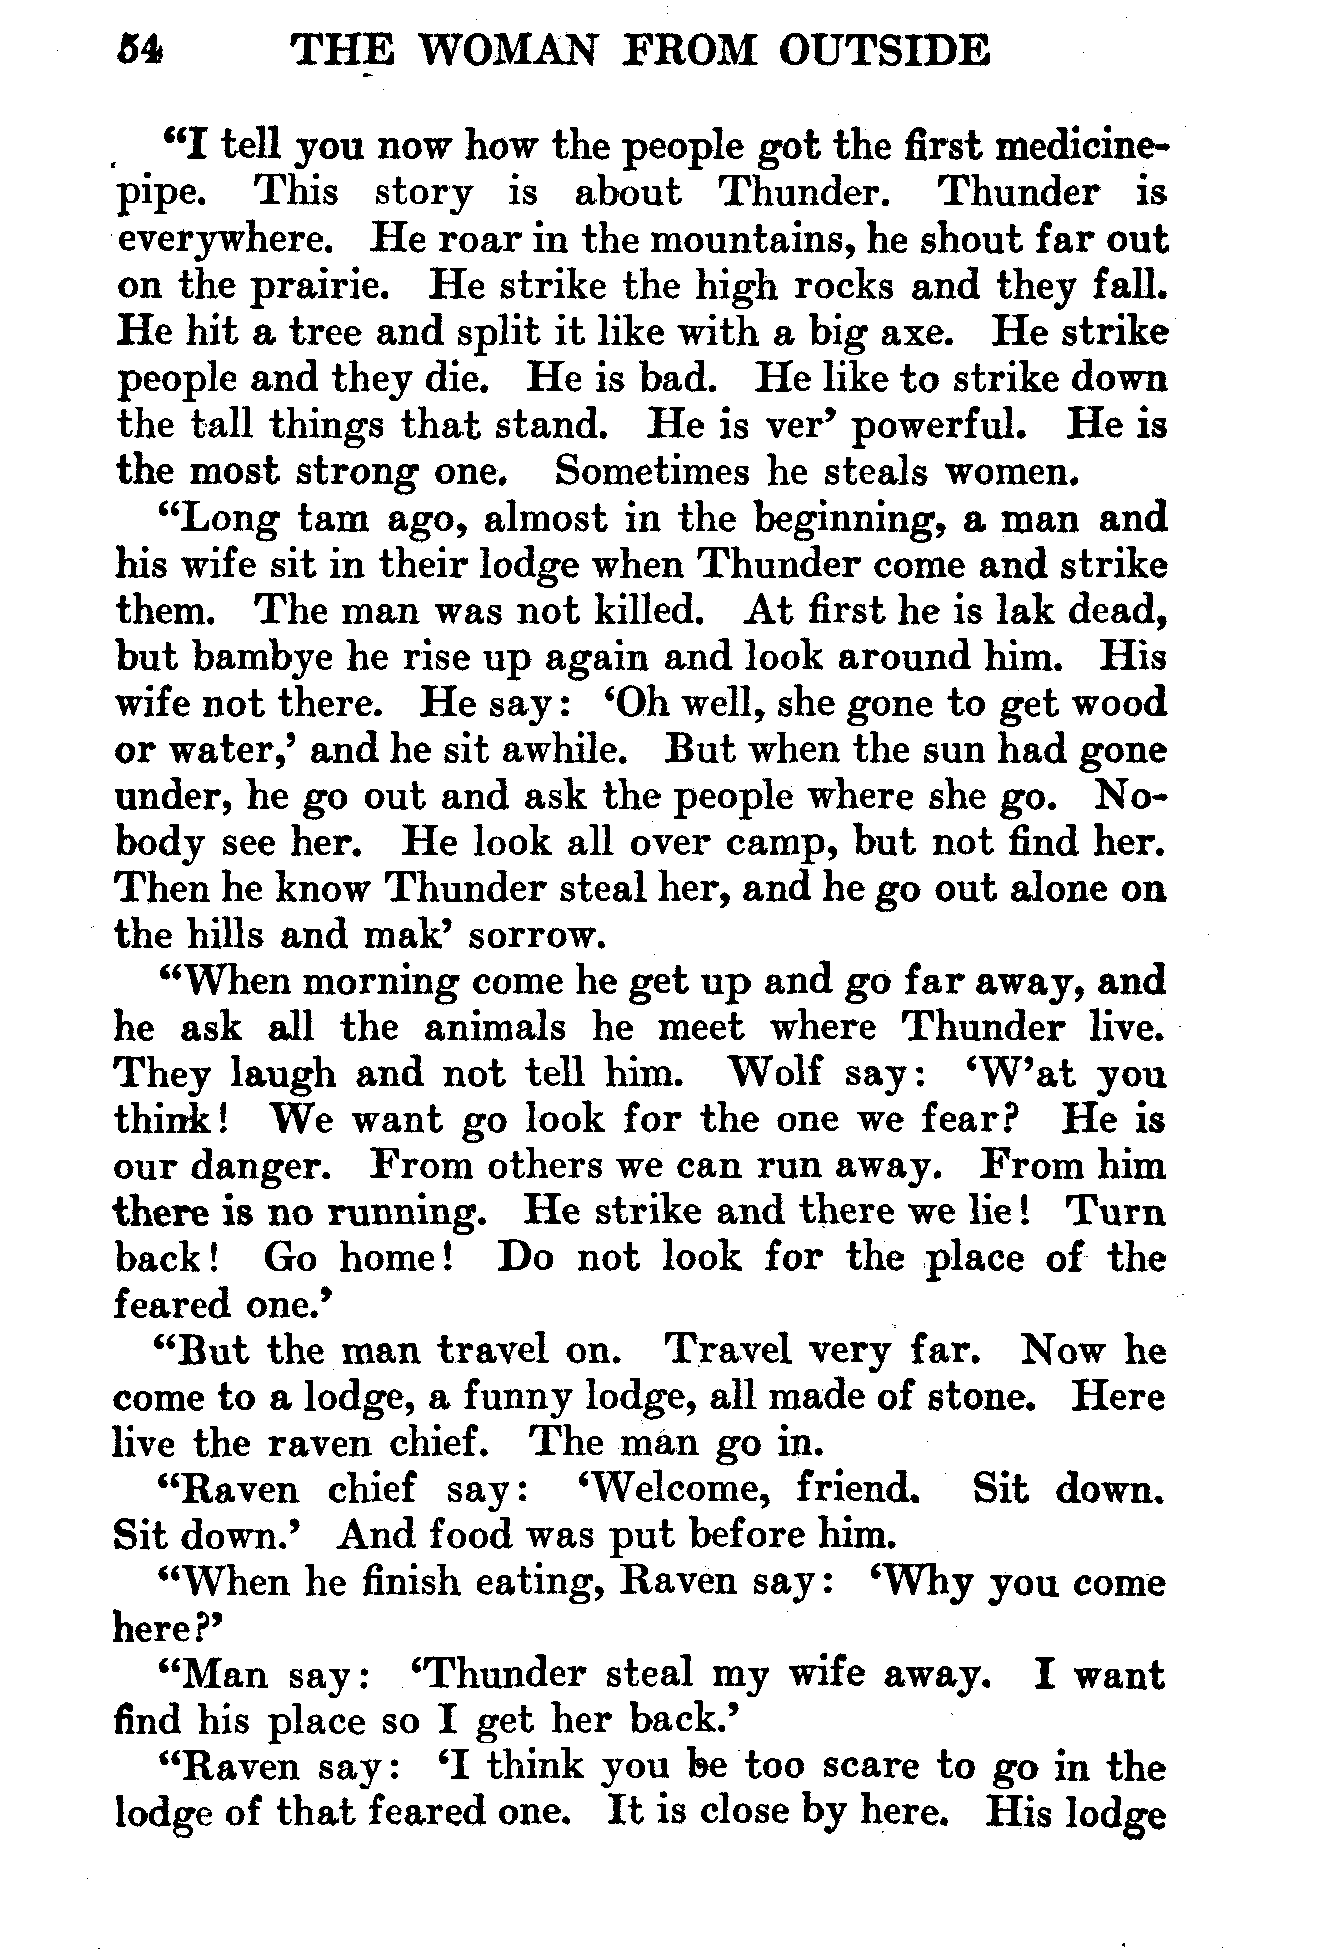 54 THE WOMAN FROM OUTSIDE
“I tell you now how the people got the first medicine-
pipe. This story is about Thunder. Thunder is
everywhere. He roar in the mountains, he shout far out
on the prairie. He strike the high rocks and they fall.
He hit a tree and split it like with a big axe. He strike
people and they die. He is bad. He like to strike down
the tall things that stand. He is ver’ powerful. He is
the most strong one. Sometimes he steals women.
“Long tam ago, almost in the beginning, a man and
his wife sit in their lodge when Thunder come and strike
them. The man was not killed. At first he is lak dead,
but bambye he rise up again and look around him. His
wife not there. He say: ‘Oh well, she gone to get wood
or water,’ and he sit awhile. But when the sun had gone
under, he go out and ask the people where she go. No-
body see her. He look all over camp, but not find her.
Then he know Thunder steal her, and he go out alone on
the hills and mak’ sorrow.
“When morning come he get up and go far away, and
he ask all the animals he meet where Thunder live.
They laugh and not tell him. Wolf say: ‘W’at you
think! We want go look for the one we fear? He is
our danger. From others we can run away. From him
there is no running. He strike and there we lie! Turn
back! Go home! Do not look for the place of the
feared one.’
“But the man travel on. Travel very far. Now he
come to a lodge, a funny lodge, all made of stone. Here
live the raven chief. The man go in.
“Raven chief say: ‘Welcome, friend. Sit down.
Sit down.’ And food was put before him.
“When he finish eating, Raven say: ‘Why you come
here?’
“Man say: ‘Thunder steal my wife away. I want
find his place so I get her back.’
“Raven say: ‘I think you be too scare to go in the
lodge of that feared one. It is close by here. His lodge